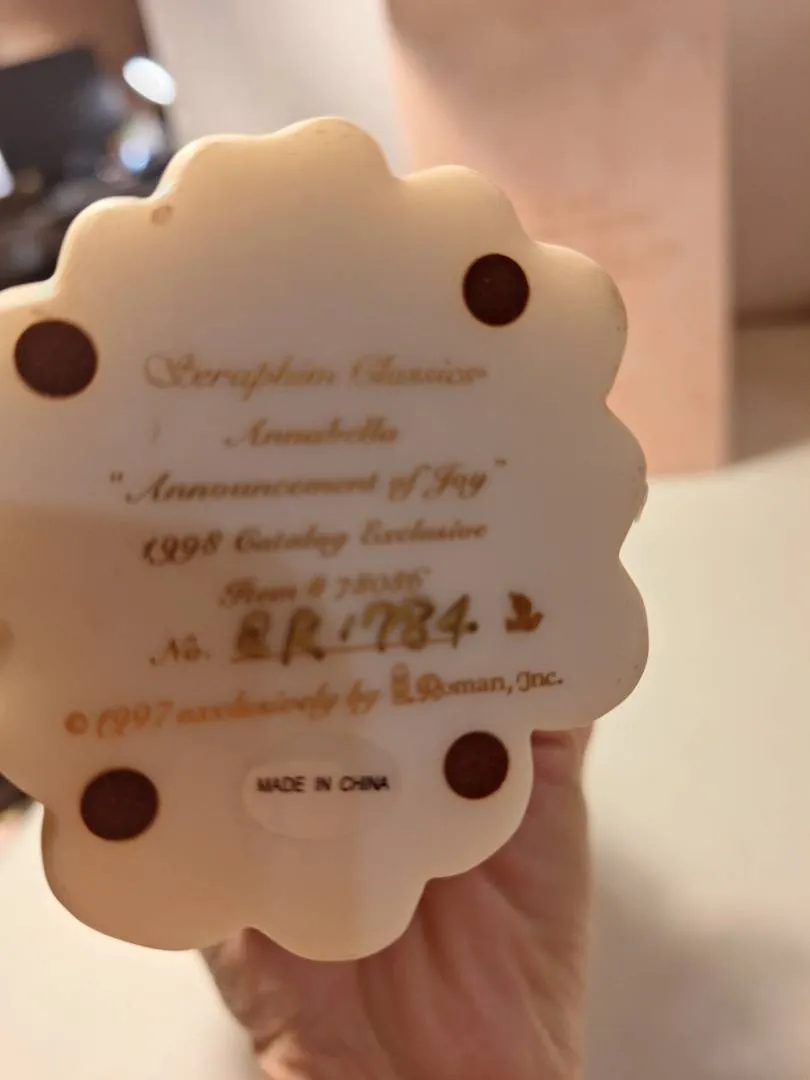 Seraphim Classics
Annabella
"Announcement of Joy"
1998 Catalog Exclusive
Item # 78086
No. 1784
© 1997 exclusively by Roman, Inc.
MADE IN CHINA